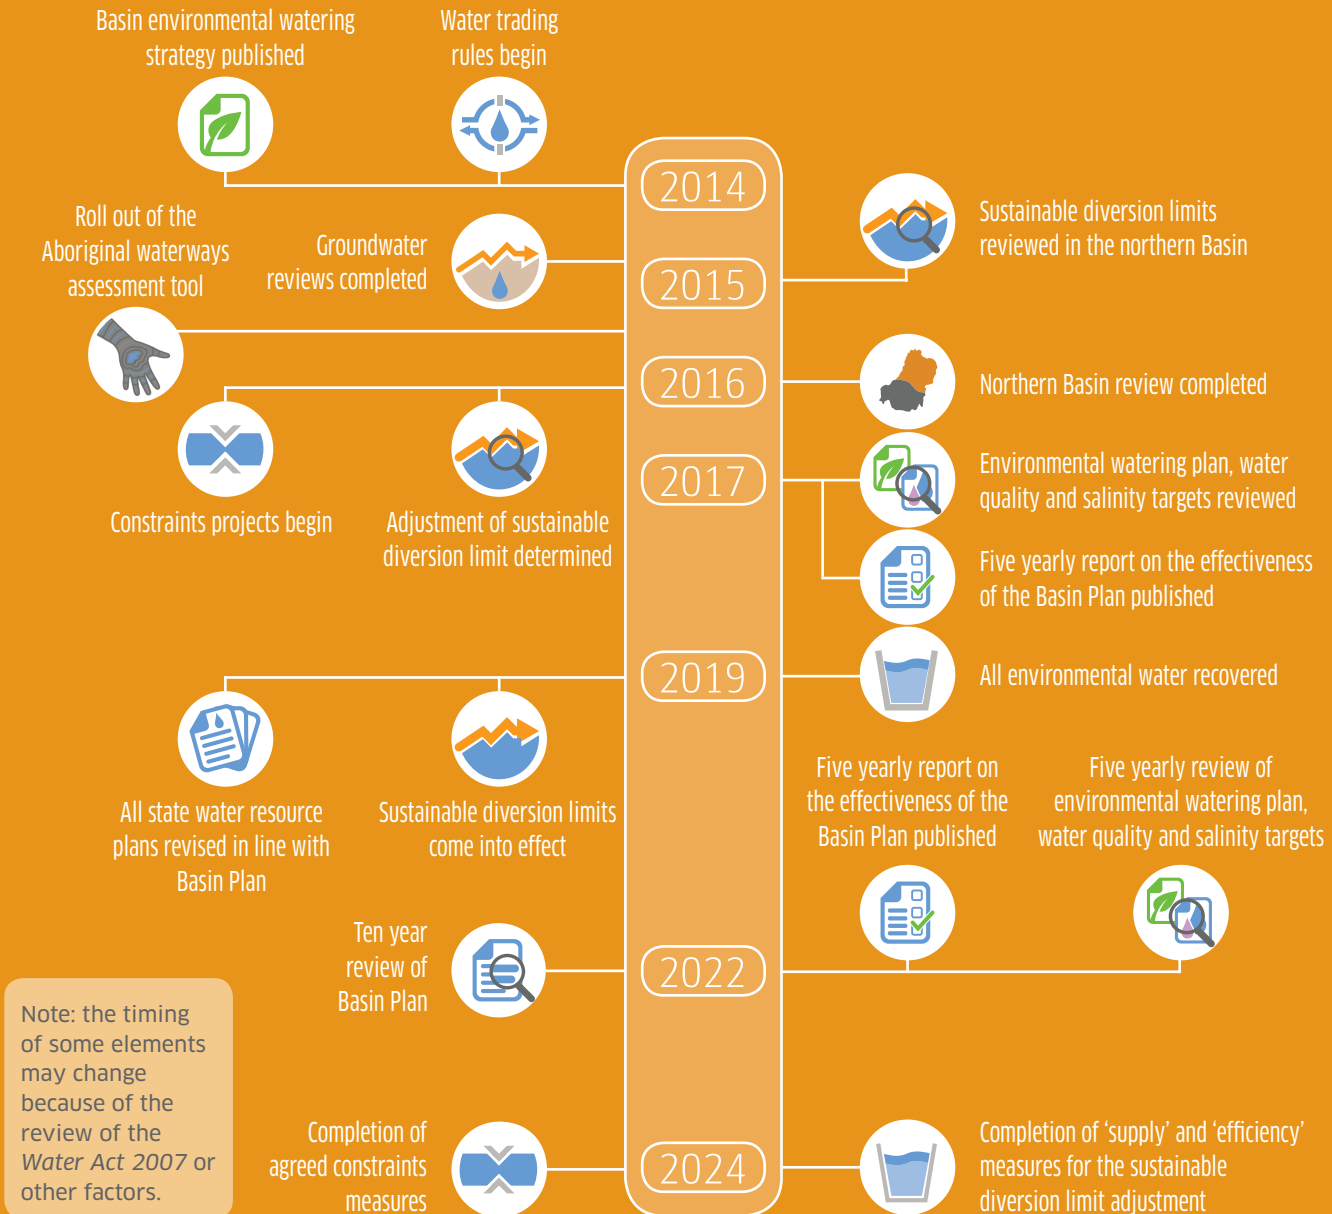 Basin environmental watering
strategy published
Water trading
rules begin
2014
Roll out of the
Aboriginal waterways
assessment tool
Groundwater
reviews completed
2015
Sustainable diversion limits
reviewed in the northern Basin
2016
Northern Basin review completed
Constraints projects begin
Adjustment of sustainable
diversion limit determined
2017
Environmental watering plan, water
quality and salinity targets reviewed
Five yearly report on the effectiveness
of the Basin Plan published
2019
All environmental water recovered
All state water resource
plans revised in line with
Basin Plan
Sustainable diversion limits
come into effect
Five yearly report on
the effectiveness of the
Basin Plan published
Five yearly review of
environmental watering plan,
water quality and salinity targets
Ten year
review of
Basin Plan
2022
Note: the timing
of some elements
may change
because of the
review of the
Water Act 2007 or
other factors.
Completion of
agreed constraints
measures
2024
Completion of ‘supply’ and ‘efficiency’
measures for the sustainable
diversion limit adjustment